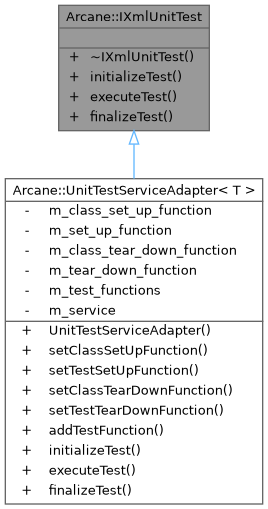 Arcane::IXmlUnitTest
+ ~IXmlUnitTest()
+ initializeTest()
+ executeTest()
+ finalizeTest()
Arcane::UnitTestServiceAdapter< T >
- m_class_set_up_function
- m_set_up_function
- m_class_tear_down_function
- m_tear_down_function
- m_test_functions
- m_service
+ UnitTestServiceAdapter()
+ setClassSetUpFunction()
+ setTestSetUpFunction()
+ setClassTearDownFunction()
+ setTestTearDownFunction()
+ addTestFunction()
+ initializeTest()
+ executeTest()
+ finalizeTest()